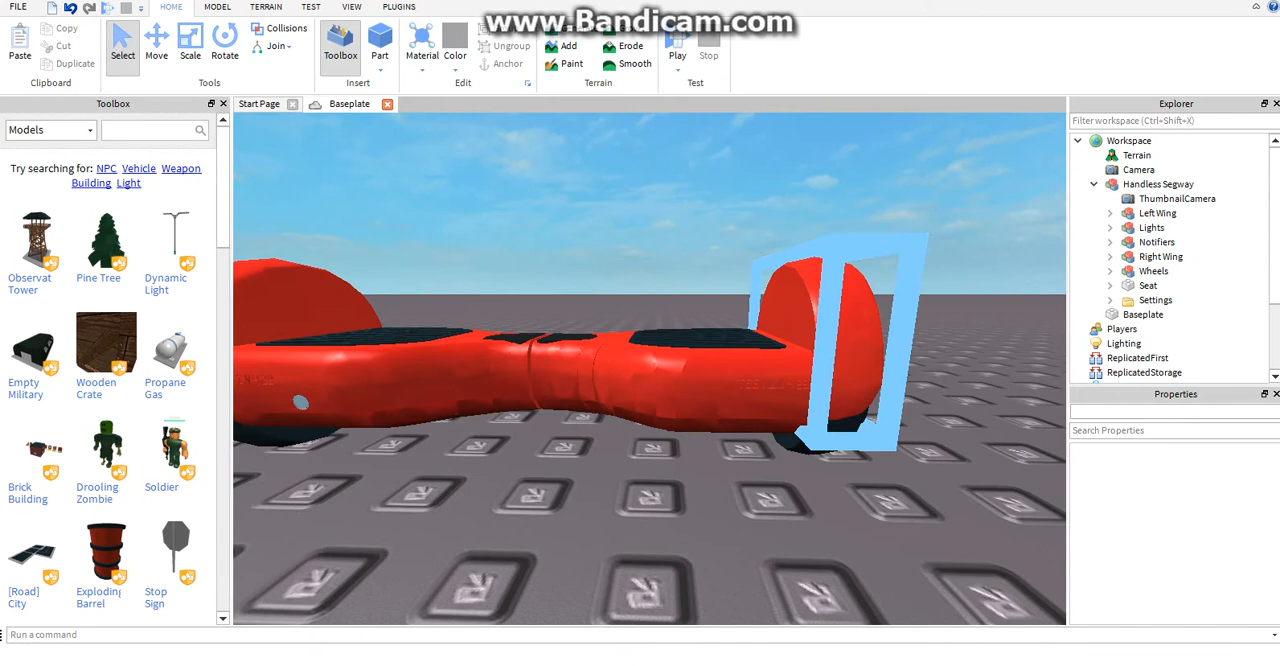 www.Bandicam.com
FILE
HOME
MODEL
TERRAIN
TEST
VIEW
PLUGINS
Paste
Copy
Cut
Duplicate
Clipboard
Select
Move
Scale
Rotate
Collisions
Join
Tools
Toolbox
Part
Insert
Material
Color
Ungroup
Anchor
Edit
Add
Paint
Erode
Smooth
Terrain
Play
Stop
Test
Toolbox
Start Page
Baseplate
Models
Try searching for: NPC Vehicle Weapon
Building Light
Observat
Tower
Pine Tree
Dynamic
Light
Empty
Military
Wooden
Crate
Propane
Gas
Brick
Building
Drooling
Zombie
Soldier
[Road]
City
Exploding
Barrel
Stop
Sign
Explorer
Filter workspace (Ctrl+Shift+X)
Workspace
Terrain
Camera
Handless Segway
ThumbnailCamera
Left Wing
Lights
Notifiers
Right Wing
Wheels
Seat
Settings
Baseplate
Players
Lighting
ReplicatedFirst
ReplicatedStorage
Properties
Search Properties
Run a command